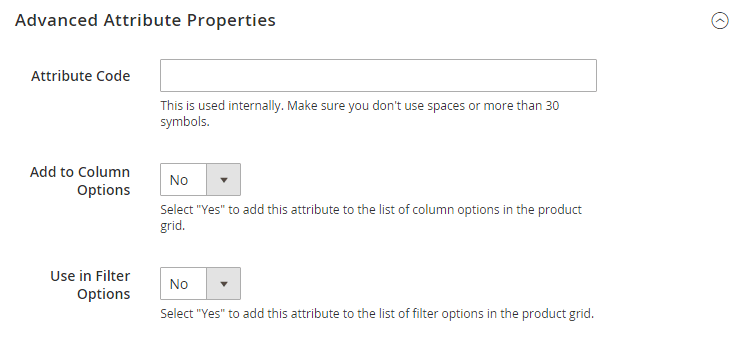 Advanced Attribute Properties
Attribute Code
This is used internally. Make sure you don't use spaces or more than 30
symbols.
Add to Column
Options
No
Select "Yes" to add this attribute to the list of column options in the product
grid.
Use in Filter
Options
No
Select "Yes" to add this attribute to the list of filter options in the product grid.